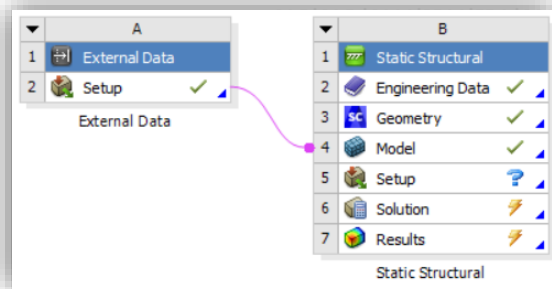 A
1 External Data
2 Setup
External Data
B
1 Static Structural
2 Engineering Data
3 SC Geometry
4 Model
5 Setup ?
6 Solution
7 Results
Static Structural